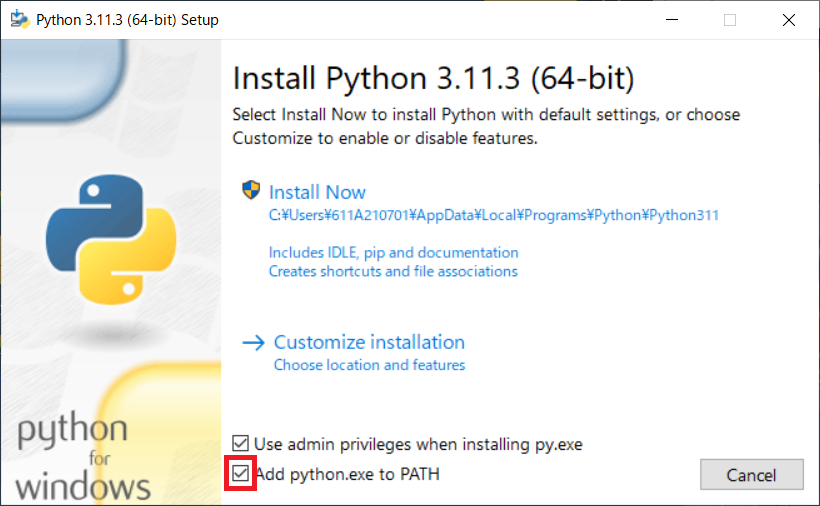 Python 3.11.3 (64-bit) Setup
Install Python 3.11.3 (64-bit)
Select Install Now to install Python with default settings, or choose
Customize to enable or disable features.
Install Now
C:¥Users¥611A210701¥AppData¥Local¥Programs¥Python¥Python311
Includes IDLE, pip and documentation
Creates shortcuts and file associations
Customize installation
Choose location and features
Use admin privileges when installing py.exe
Add python.exe to PATH
Cancel
python
for
windows